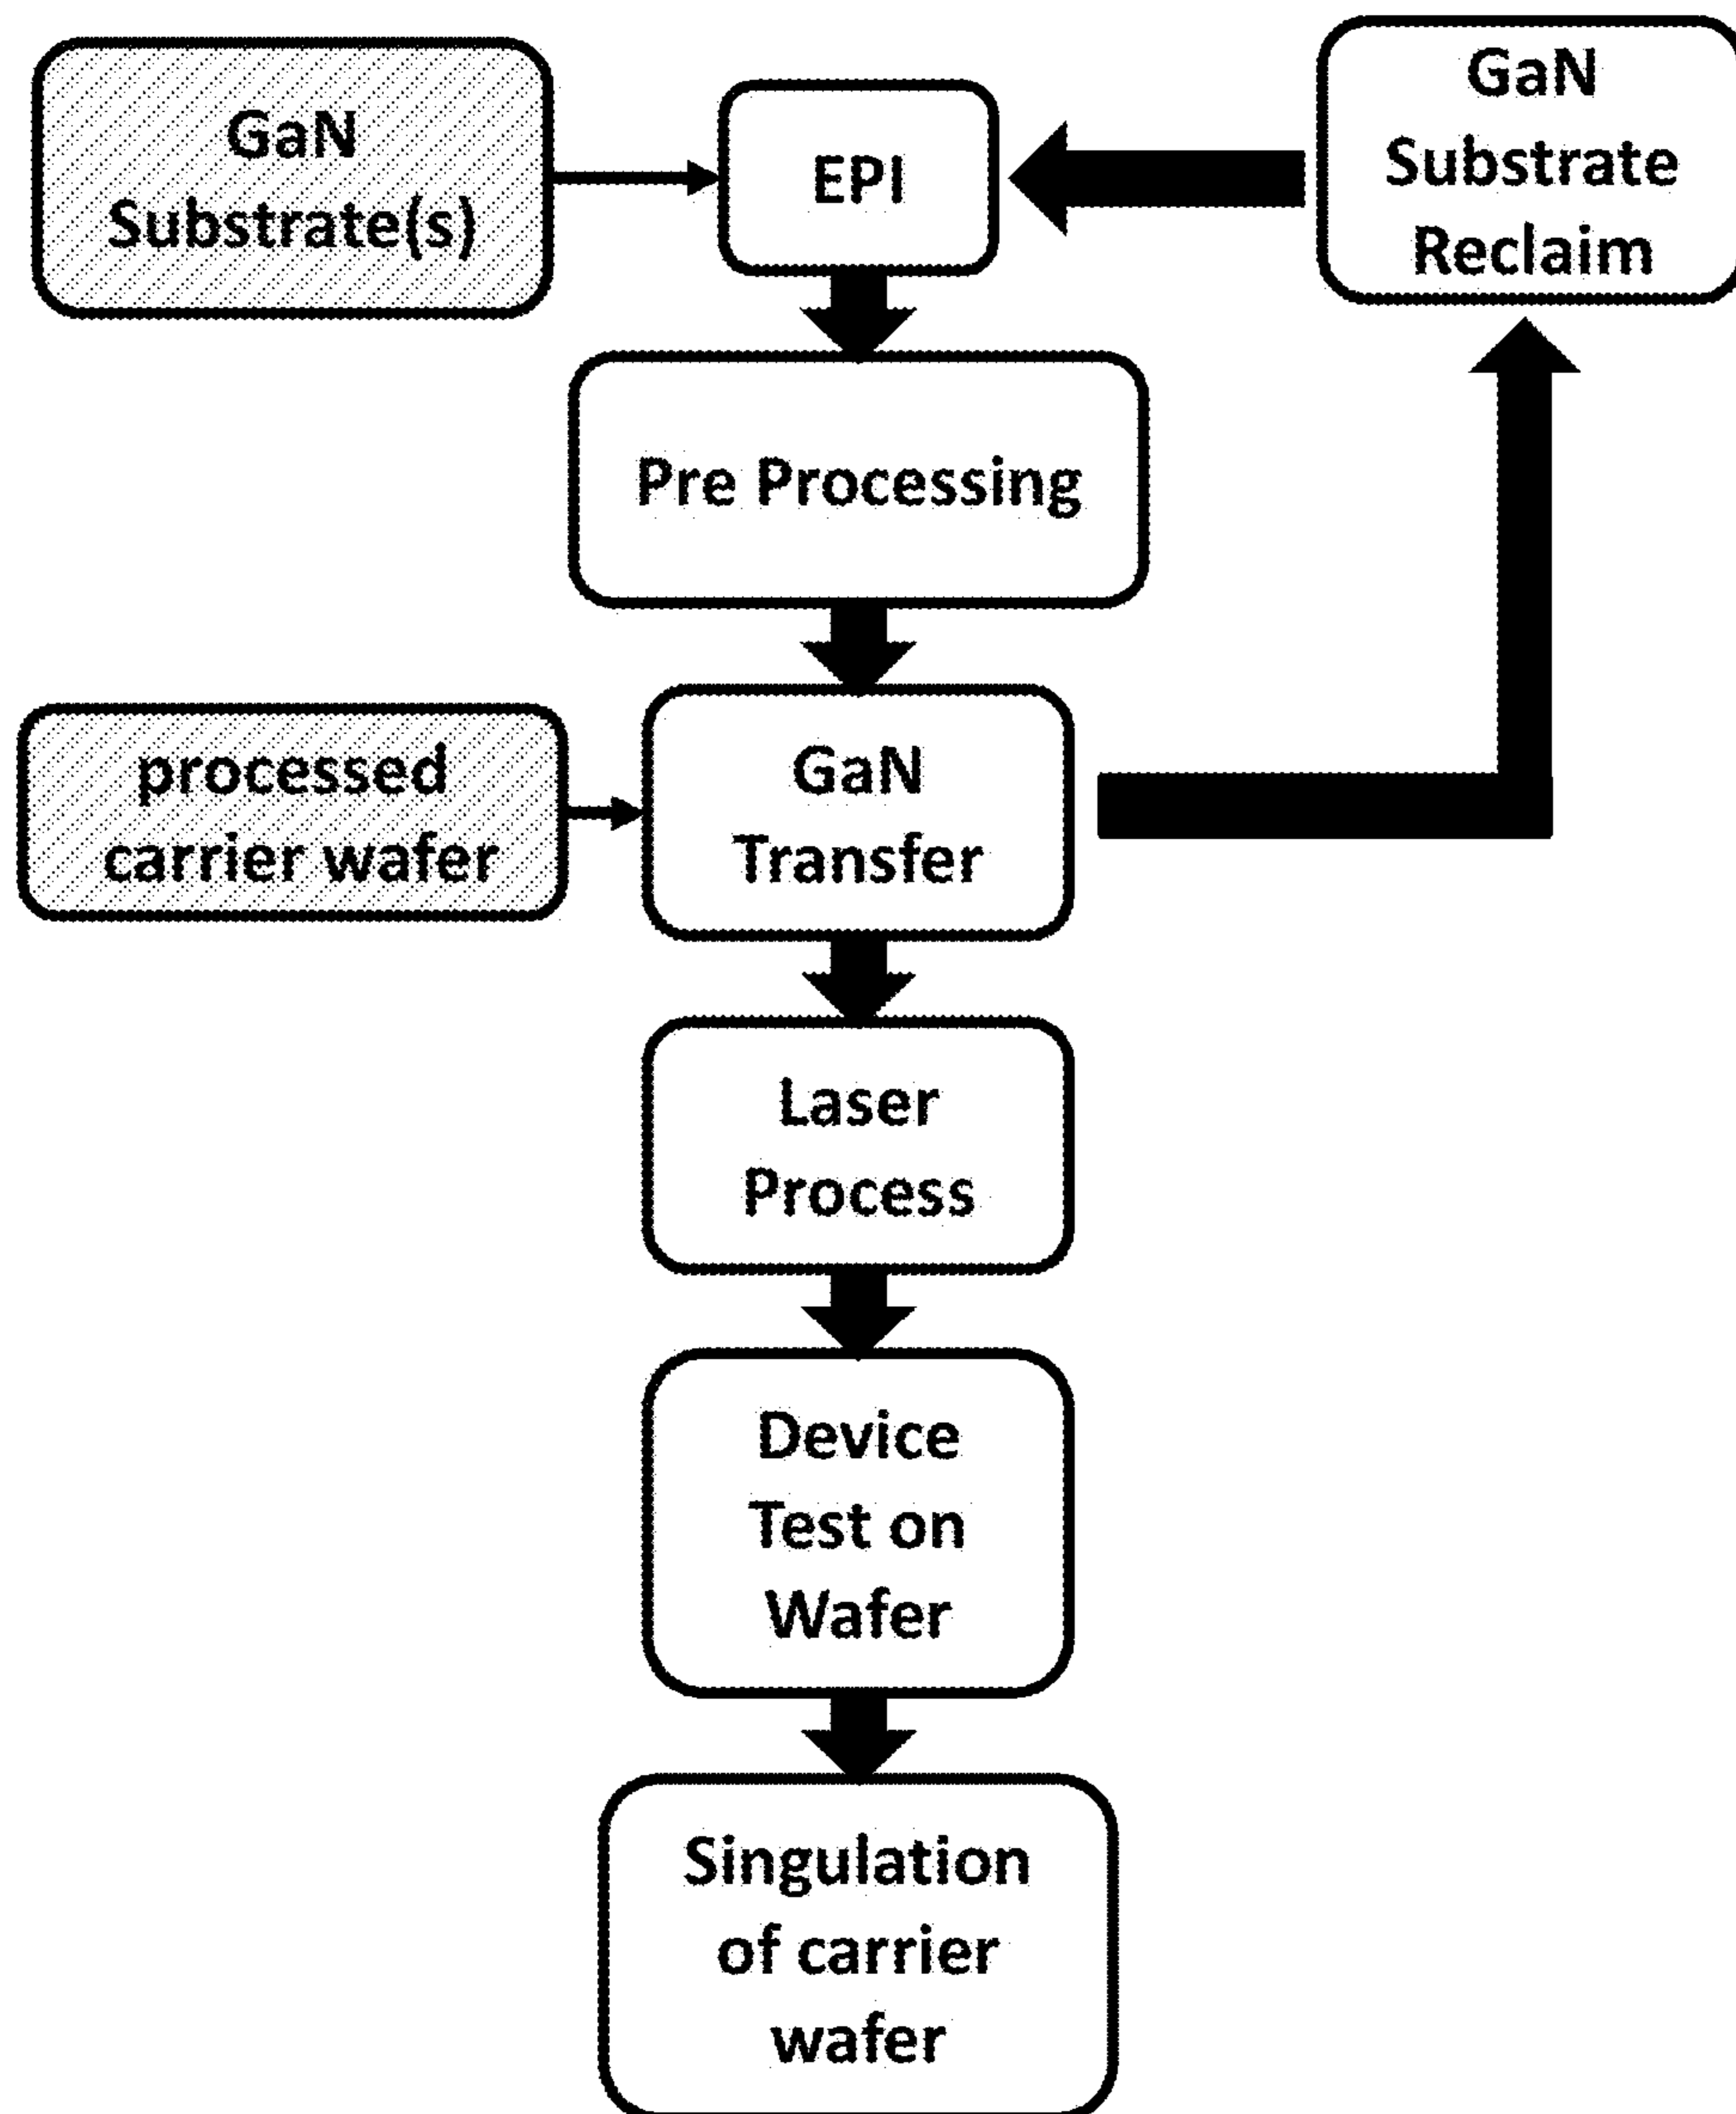 GaN
Substrate(s)
EPI
GaN
Substrate
Reclaim
Pre Processing
processed
carrier wafer
GaN
Transfer
Laser
Process
Device
Test on
Wafer
Singulation
of carrier
wafer